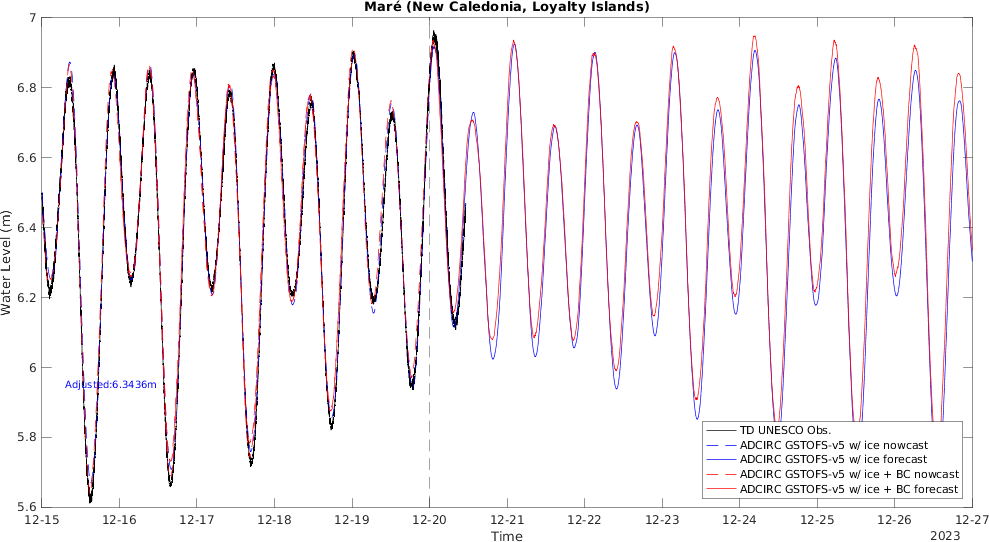 Maré (New Caledonia, Loyalty Islands)
7
6.8
6.6
6.4
6.2
6
5.8
5.6
Water Level (m)
Adjusted:6.3436m
TD UNESCO Obs.
ADCIRC GSTOFS-v5 w/ ice nowcast
ADCIRC GSTOFS-v5 w/ ice forecast
ADCIRC GSTOFS-v5 w/ ice + BC nowcast
ADCIRC GSTOFS-v5 w/ ice + BC forecast
12-15 12-16 12-17 12-18 12-19 12-20 12-21 12-22 12-23 12-24 12-25 12-26 12-27
Time
2023